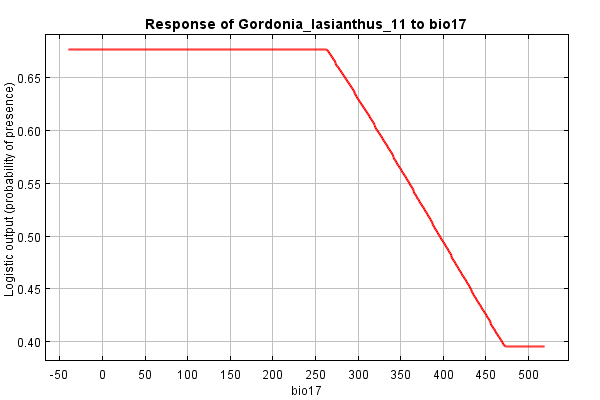 Response of Gordonia_lasianthus_11 to bio17
Logistic output (probability of presence)
0.65
0.60
0.55
0.50
0.45
0.40
-50 0 50 100 150 200 250 300 350 400 450 500
bio17